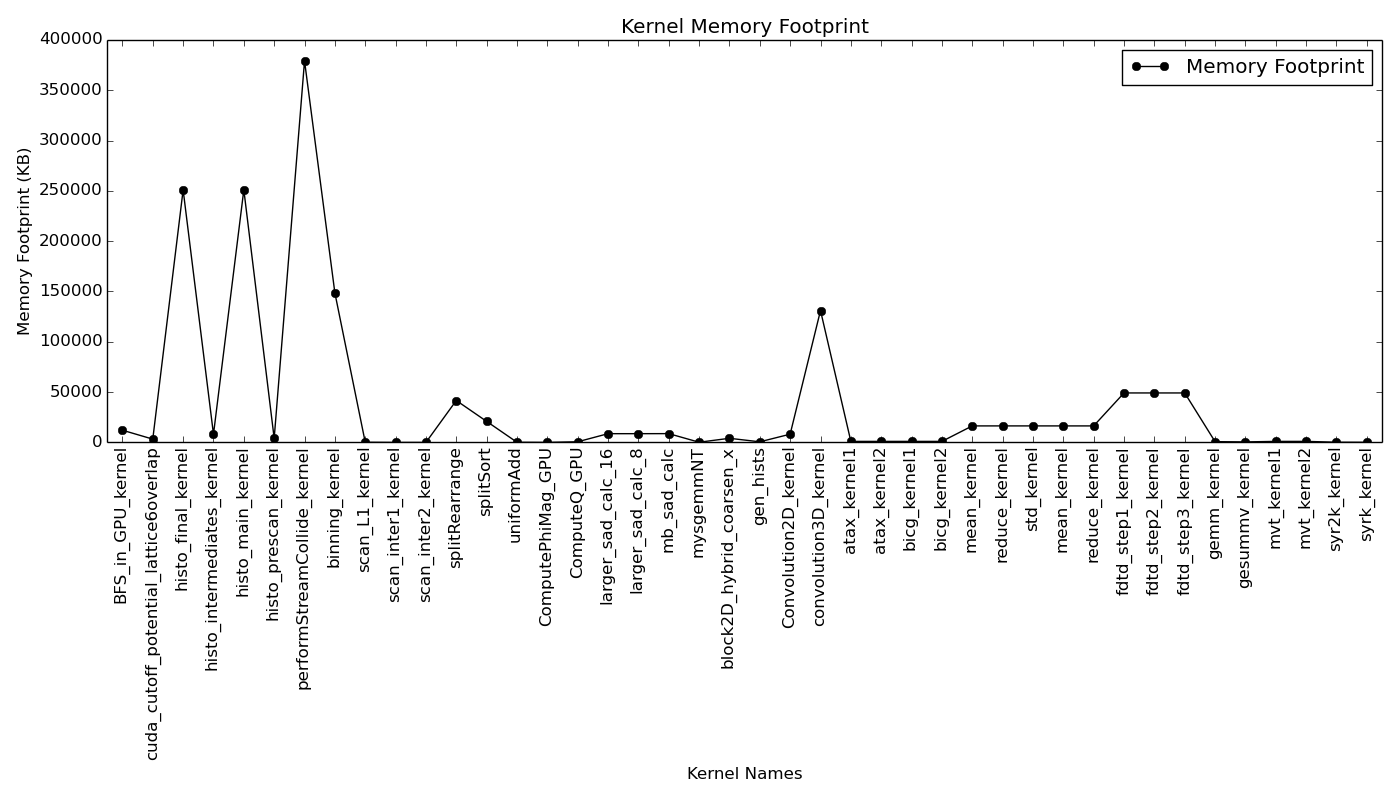 Kernel Memory Footprint
Memory Footprint
Memory Footprint (KB)
400000
350000
300000
250000
200000
150000
100000
50000
0
BFS_in_GPU_kernel
cuda_cutoff_potential_lattice6overlap
histo_final_kernel
histo_intermediates_kernel
histo_main_kernel
histo_prescan_kernel
performStreamCollide_kernel
binning_kernel
scan_L1_kernel
scan_inter1_kernel
scan_inter2_kernel
splitRearrange
splitSort
uniformAdd
ComputePhiMag_GPU
ComputeQ_GPU
larger_sad_calc_16
larger_sad_calc_8
mb_sad_calc
mysgemmNT
block2D_hybrid_coarsen_x
gen_hists
Convolution2D_kernel
convolution3D_kernel
atax_kernel1
atax_kernel2
bicg_kernel1
bicg_kernel2
mean_kernel
reduce_kernel
std_kernel
mean_kernel
reduce_kernel
fdtd_step1_kernel
fdtd_step2_kernel
fdtd_step3_kernel
gemm_kernel
gesummv_kernel
mvt_kernel1
mvt_kernel2
syr2k_kernel
syrk_kernel
Kernel Names